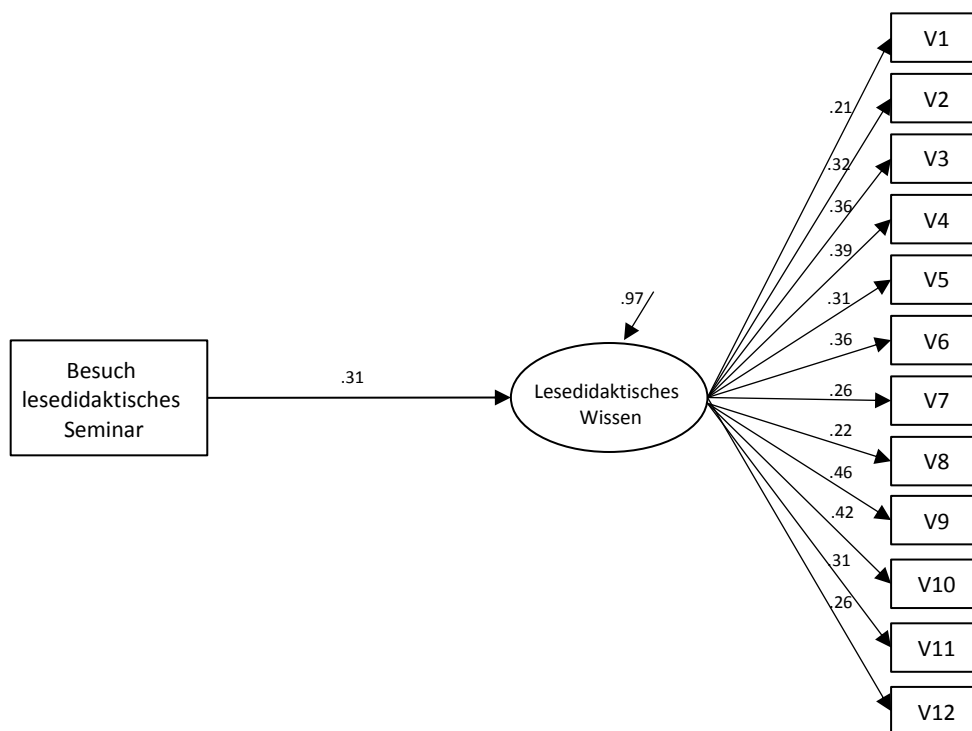 V1
V2
.21
V3
.32
V4
.36
.39
V5
.97
.31
V6
.36
Besuch
lesedidaktisches
Seminar
.31
Lesedidaktisches
Wissen
.26
V7
.22
V8
.46
V9
.42
V10
.31
V11
.26
V12